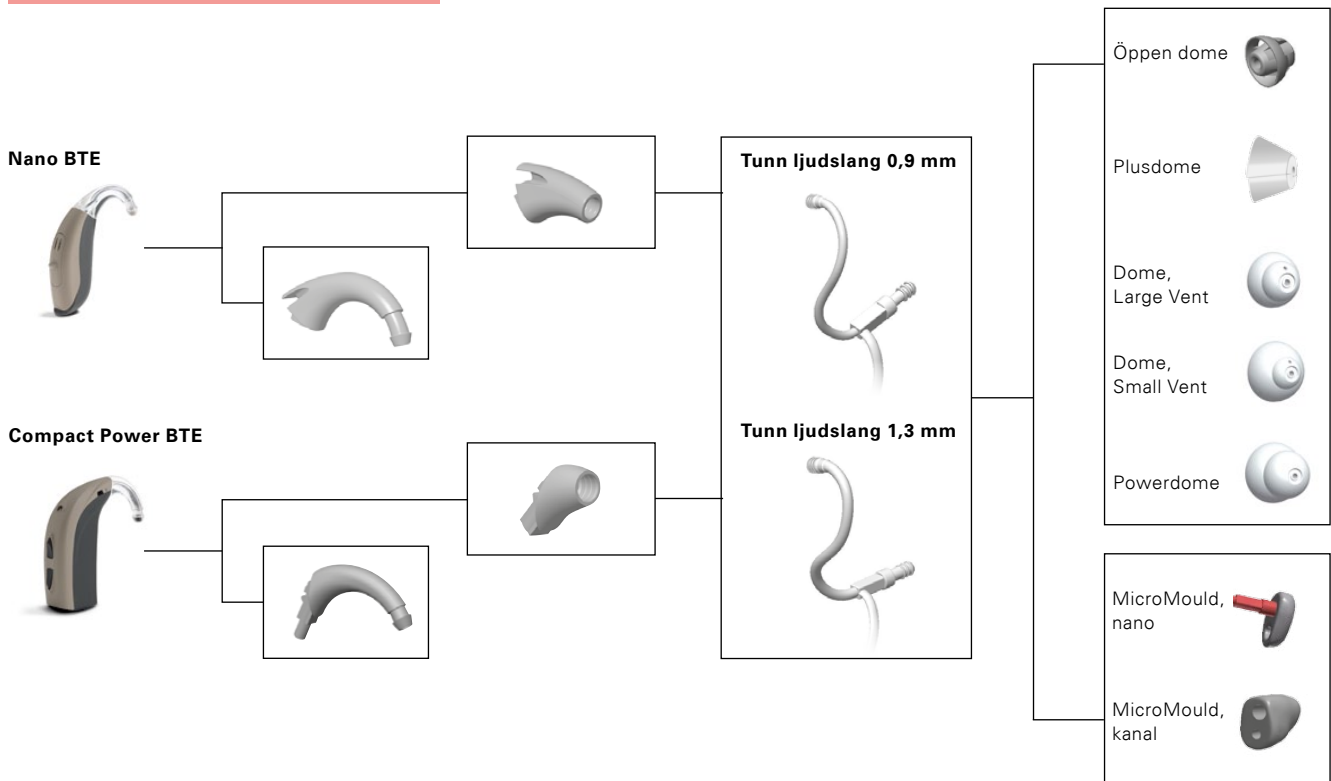 Nano BTE
Compact Power BTE
Tunn ljudslang 0,9 mm
Tunn ljudslang 1,3 mm
Öppen dome
Plusdome
Dome,
Large Vent
Dome,
Small Vent
Powerdome
MicroMould,
nano
MicroMould,
kanal